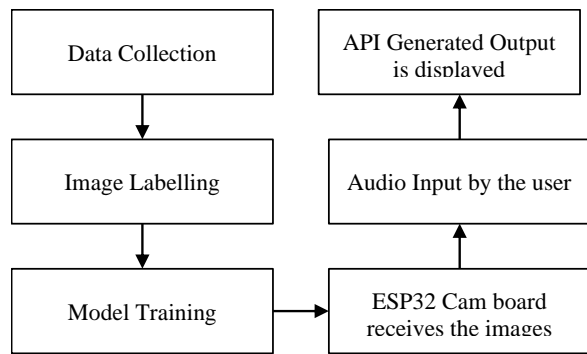 Data Collection
Image Labelling
Model Training
ESP32 Cam board
receives the images
Audio Input by the user
API Generated Output
is displayed